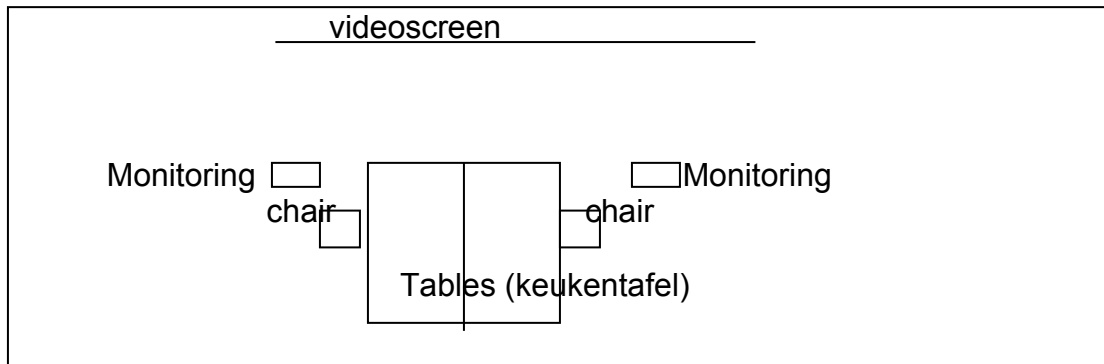 videoscreen
Monitoring Monitoring
chair chair
Tables (keukentafel)